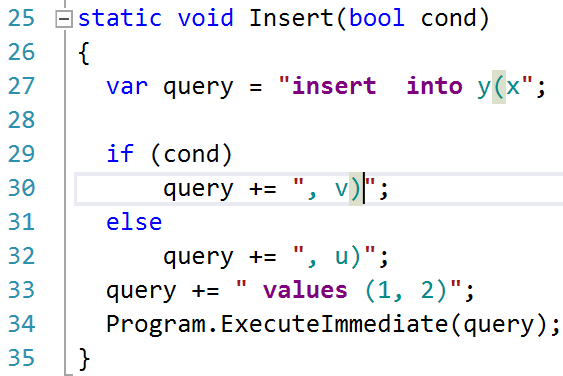 25 static void Insert(bool cond)
26 {
27 var query = "insert  into y(x";
28
29 if (cond)
30 query += ", v)";
31 else
32 query += ", u)";
33 query += " values (1, 2)";
34 Program.ExecuteImmediate(query);
35 }